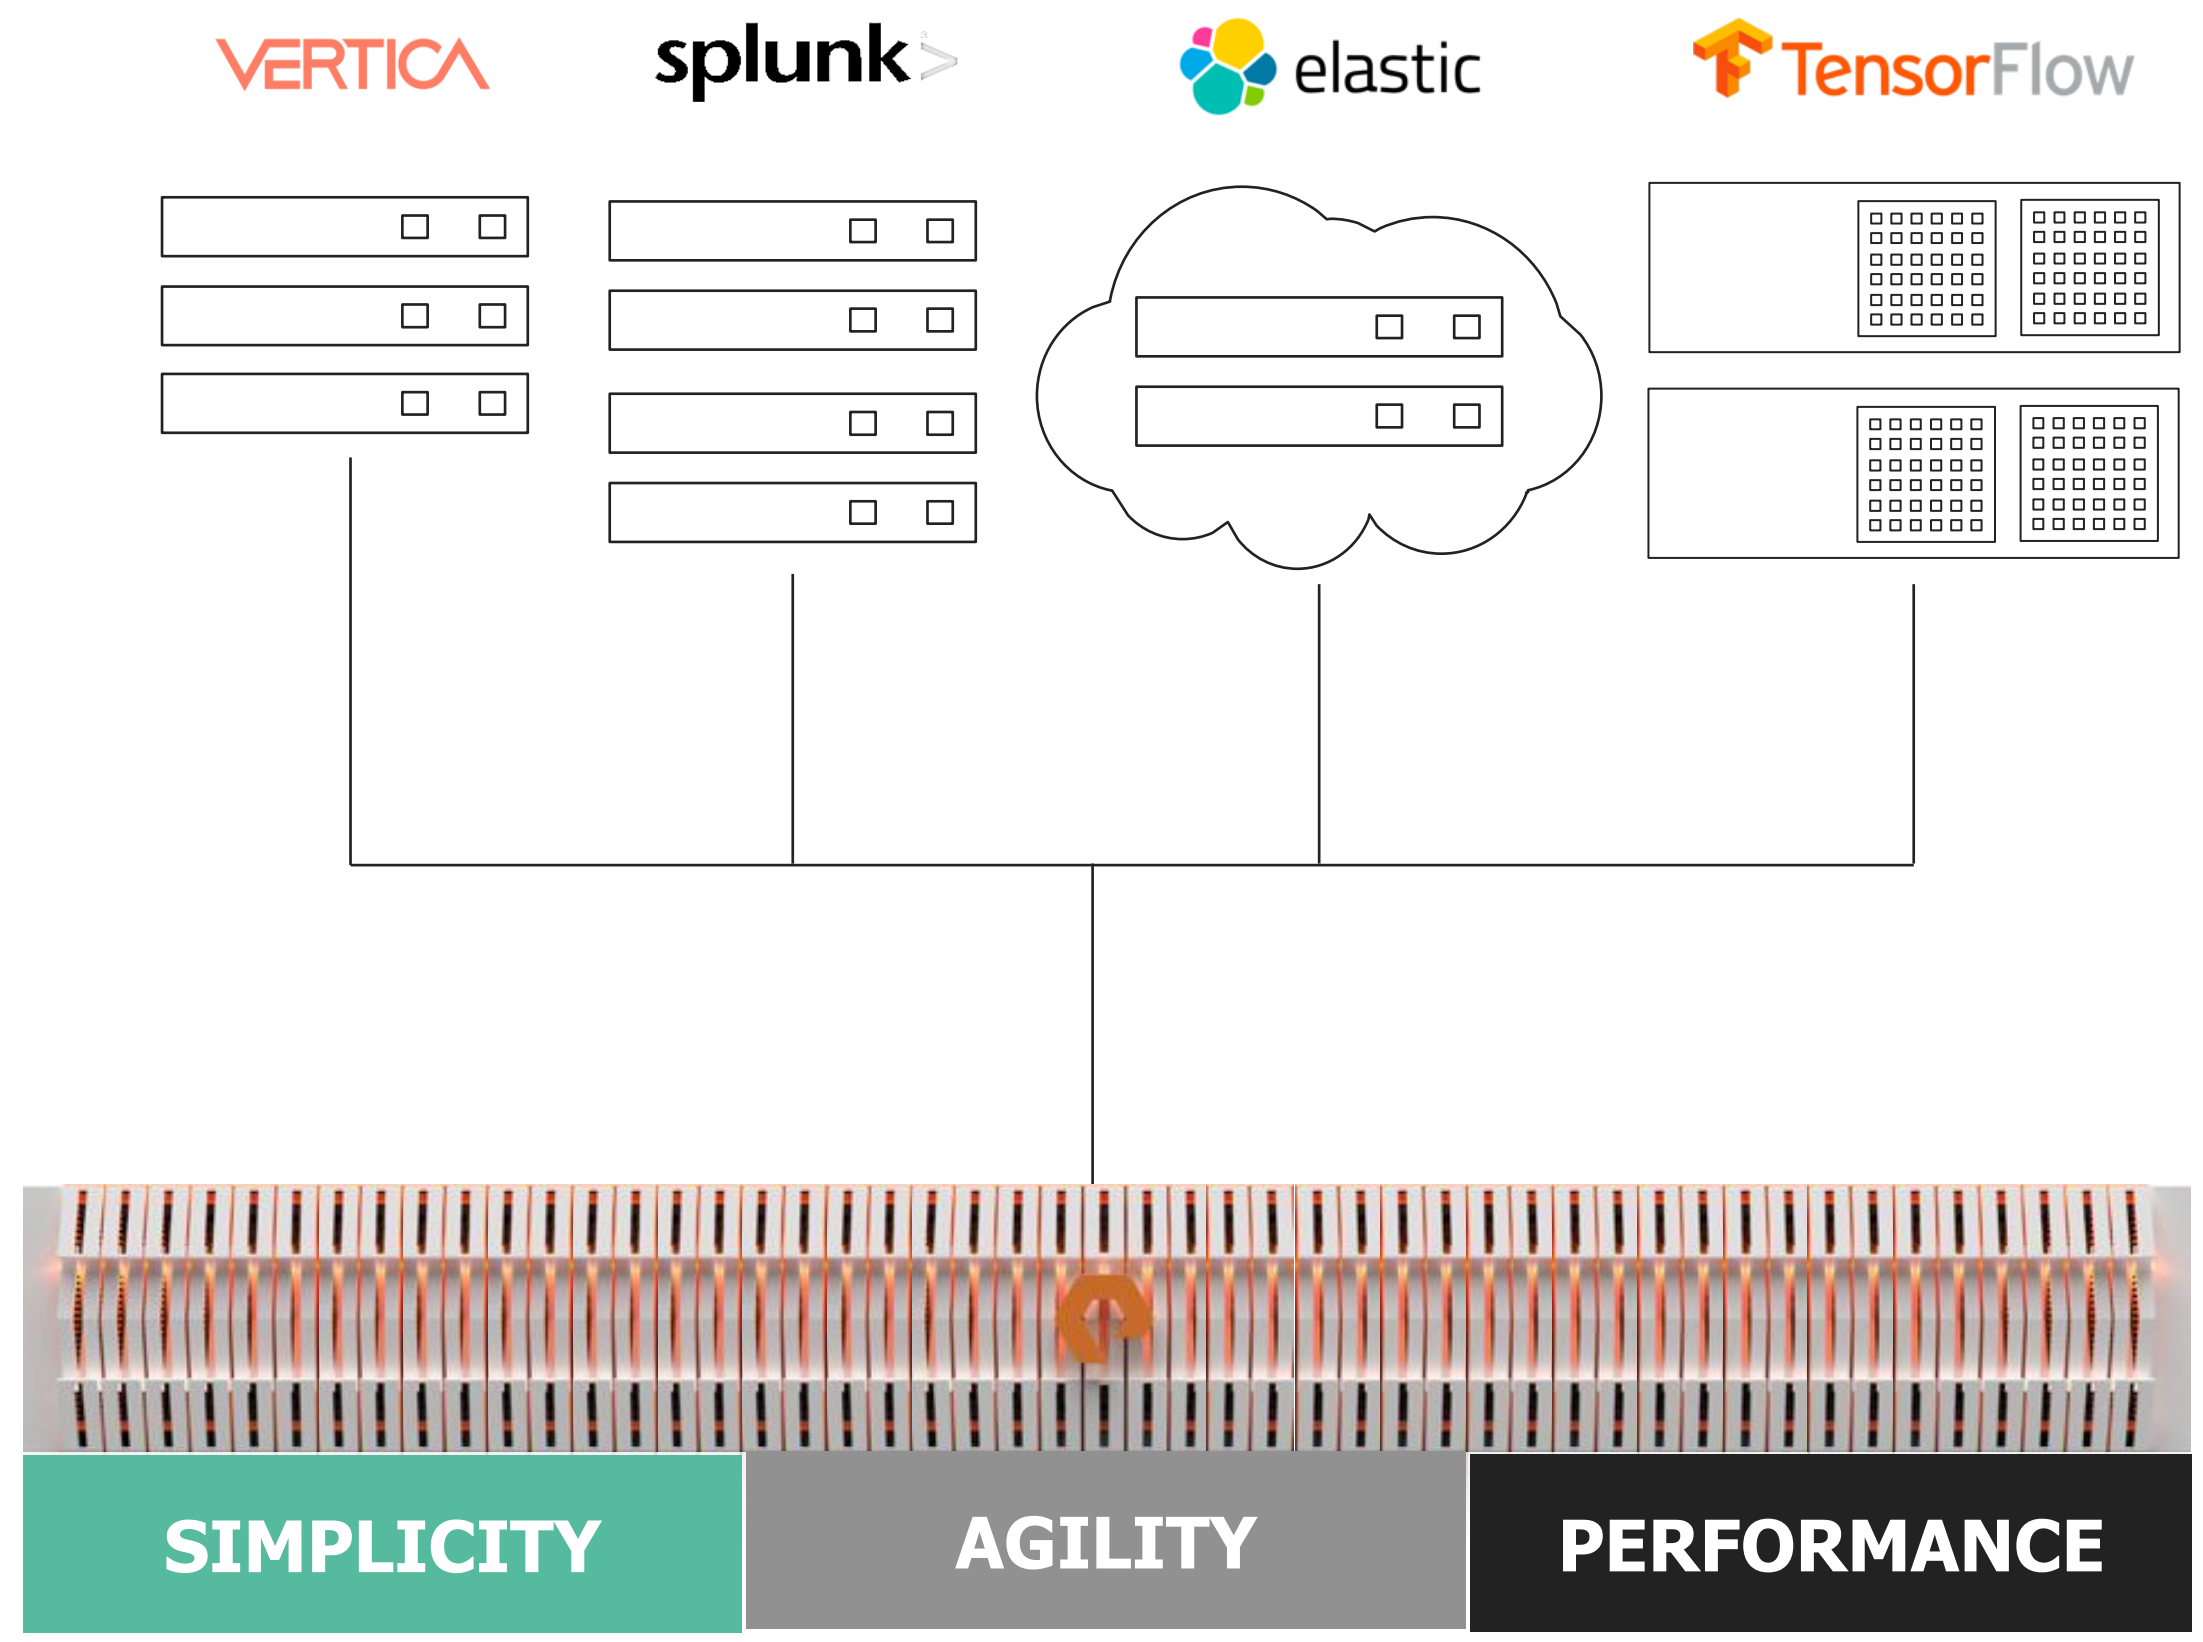 VERTICA
splunk>
elastic
TensorFlow
SIMPLICITY
AGILITY
PERFORMANCE